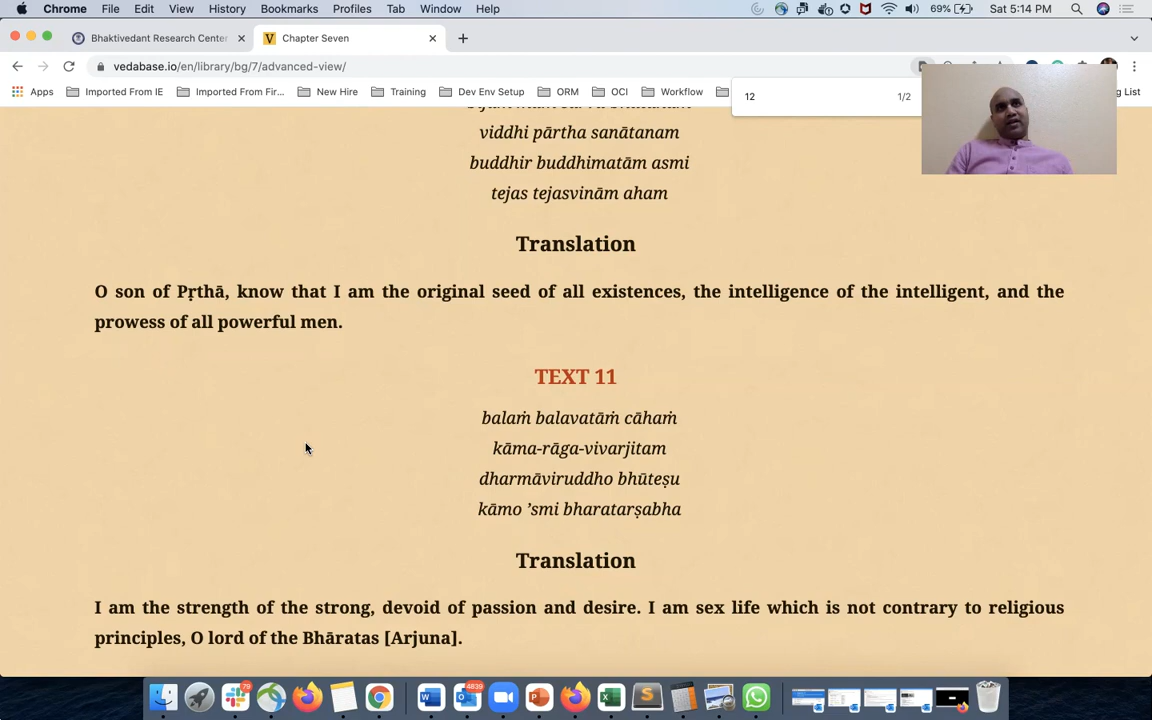 Chrome File Edit View History Bookmarks Profiles Tab Window Help 69% Sat 5:14 PM
Bhaktivedant Research Center Chapter Seven
vedabase.io/en/library/bg/7/advanced-view/
Apps Imported From IE Imported From Fir... New Hire Training Dev Env Setup ORM OCI Workflow g List
12 1/2
viddhi pārtha sanātanam
buddhir buddhimatām asmi
tejas tejasvinām aham
Translation
O son of Pṛthā, know that I am the original seed of all existences, the intelligence of the intelligent, and the
prowess of all powerful men.
TEXT 11
balaṁ balavatāṁ cāhaṁ
kāma-rāga-vivarjitam
dharmāviruddho bhūteṣu
kāmo ’smi bharatarṣabha
Translation
I am the strength of the strong, devoid of passion and desire. I am sex life which is not contrary to religious
principles, O lord of the Bhāratas [Arjuna].
79 4839